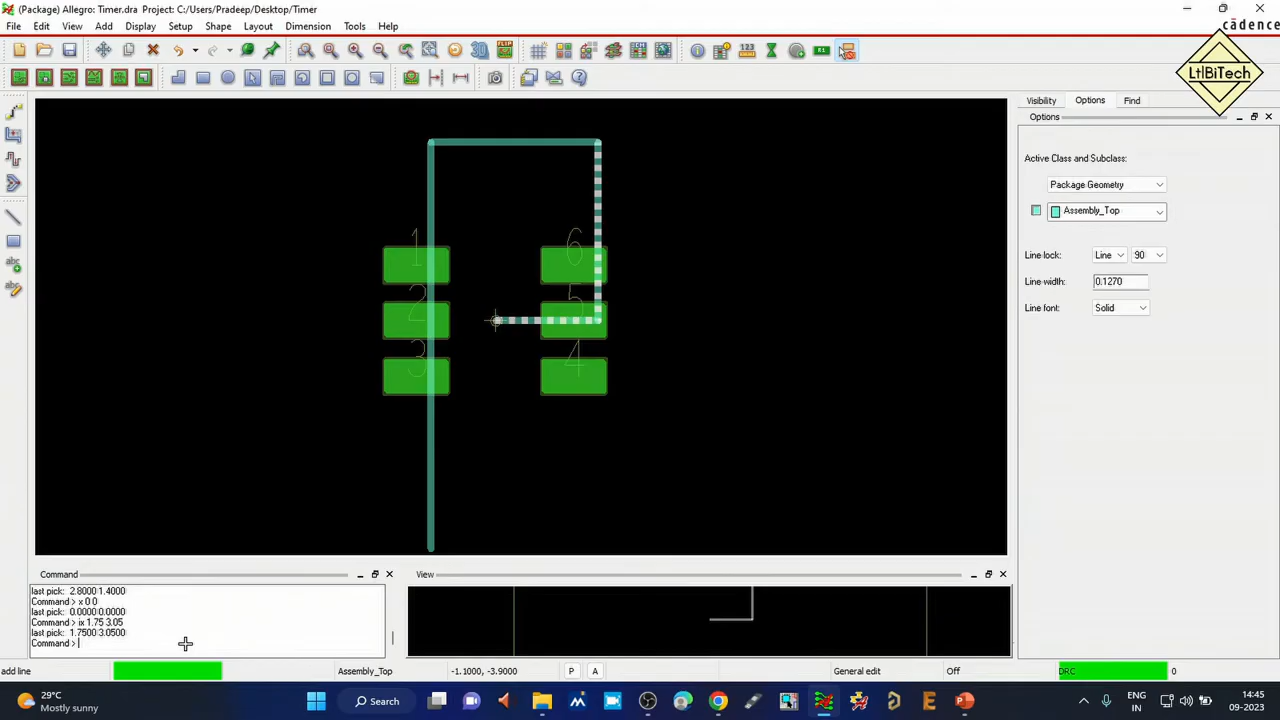 (Package) Allegro: Timer.dra Project: C:/Users/Pradeep/Desktop/Timer
File Edit View Add Display Setup Shape Layout Dimension Tools Help
cādence
LtlBiTech
Visibility Options Find
Options
Active Class and Subclass:
Package Geometry
Assembly_Top
Line lock: Line 90
Line width: 0.1270
Line font: Solid
1 6
2 5
3 4
Command
View
last pick: 2.8000 1.4000
Command > x 0 0
last pick: 0.0000 0.0000
Command > ix 1.75 3.05
last pick: 1.7500 3.0500
Command >
add line Assembly_Top -1.1000, -3.9000 P A General edit Off DRC 0
29°C
Mostly sunny
Search
ENG
IN
14:45
09-2023